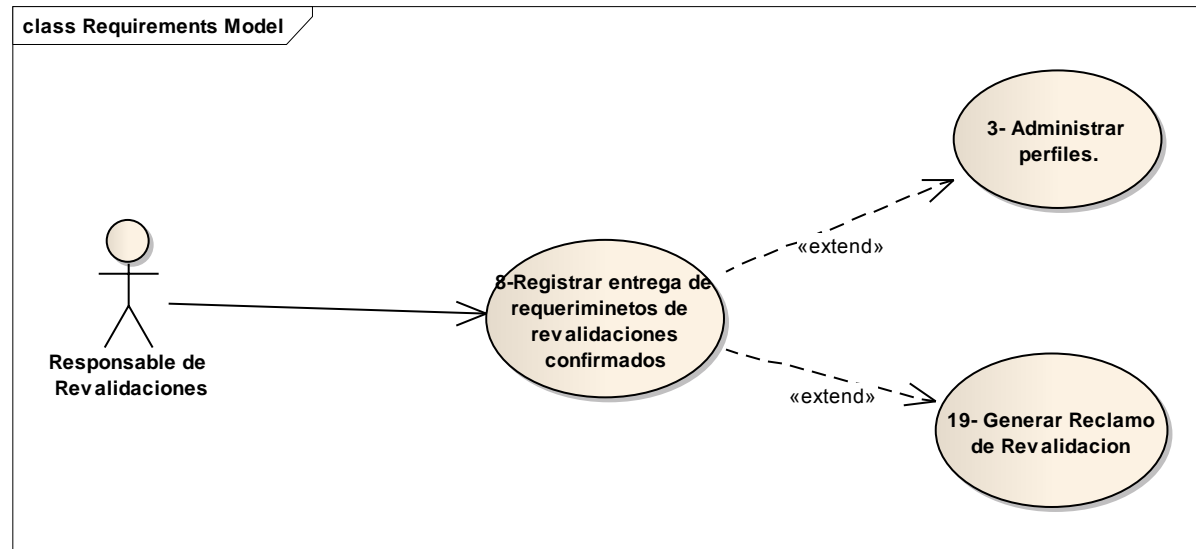 class Requirements Model
3- Administrar
perfiles.
«extend»
8-Registrar entrega de
requeriminetos de
revalidaciones
confirmados
Responsable de
Revalidaciones
«extend»
19- Generar Reclamo
de Revalidacion